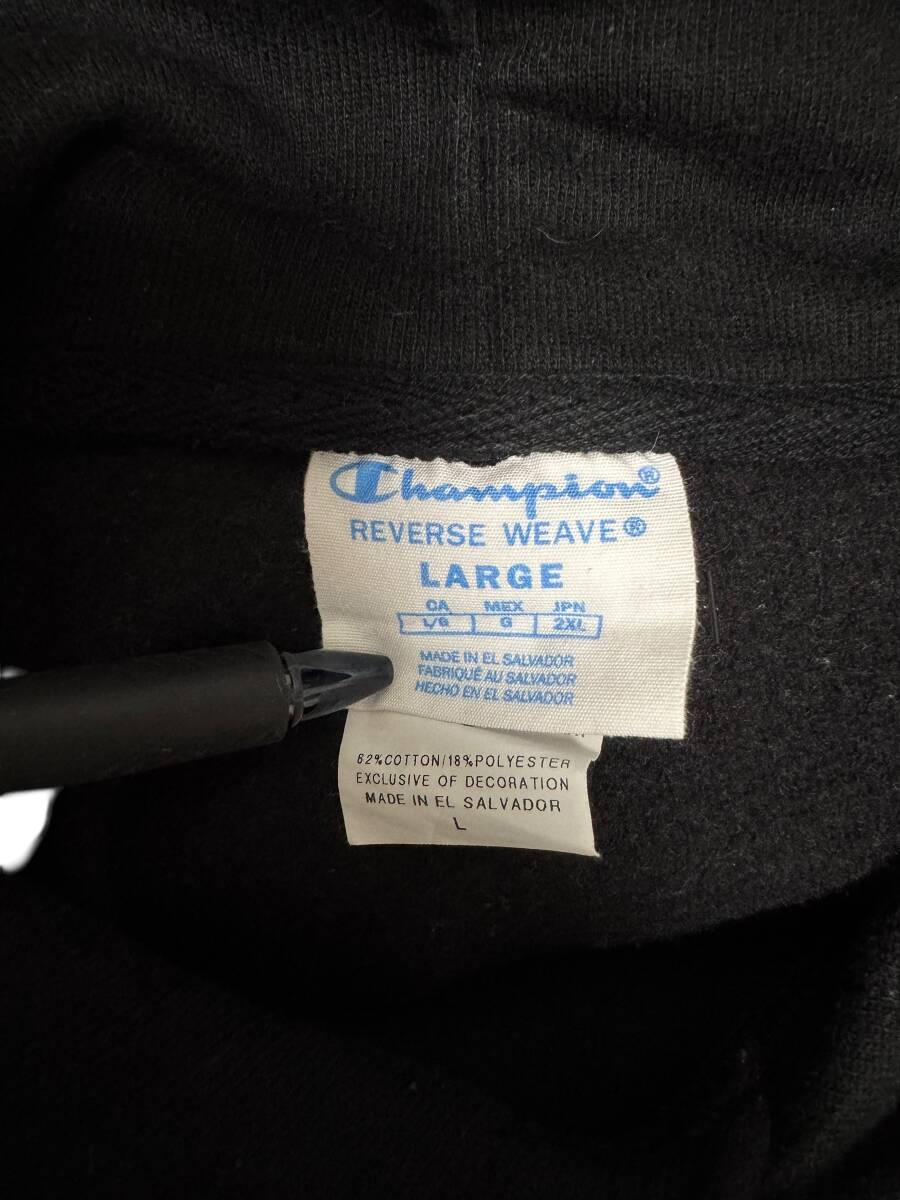 Champion®
REVERSE WEAVE®
LARGE
CA MEX JPN
L/G G 2XL
MADE IN EL SALVADOR
FABRIQUÉ AU SALVADOR
HECHO EN EL SALVADOR
82%COTTON/18%POLYESTER
EXCLUSIVE OF DECORATION
MADE IN EL SALVADOR
L